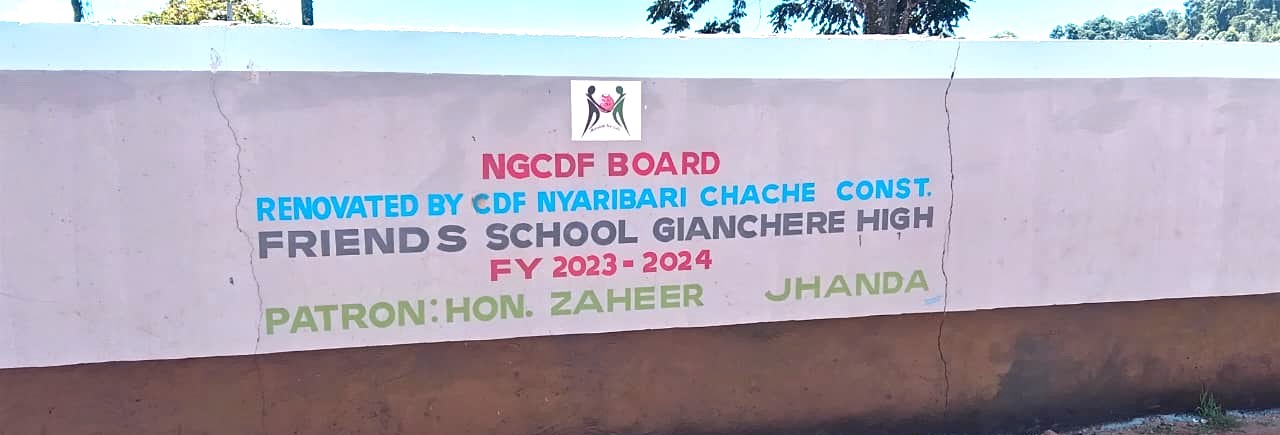 NGCDF BOARD
RENOVATED BY CDF NYARIBARI CHACHE CONST.
FRIENDS SCHOOL GIANCHERE HIGH
FY 2023-2024
PATRON:HON. ZAHEER JHANDA